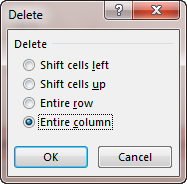 Delete
?
Delete
Shift cells left
Shift cells up
Entire row
Entire column
OK Cancel